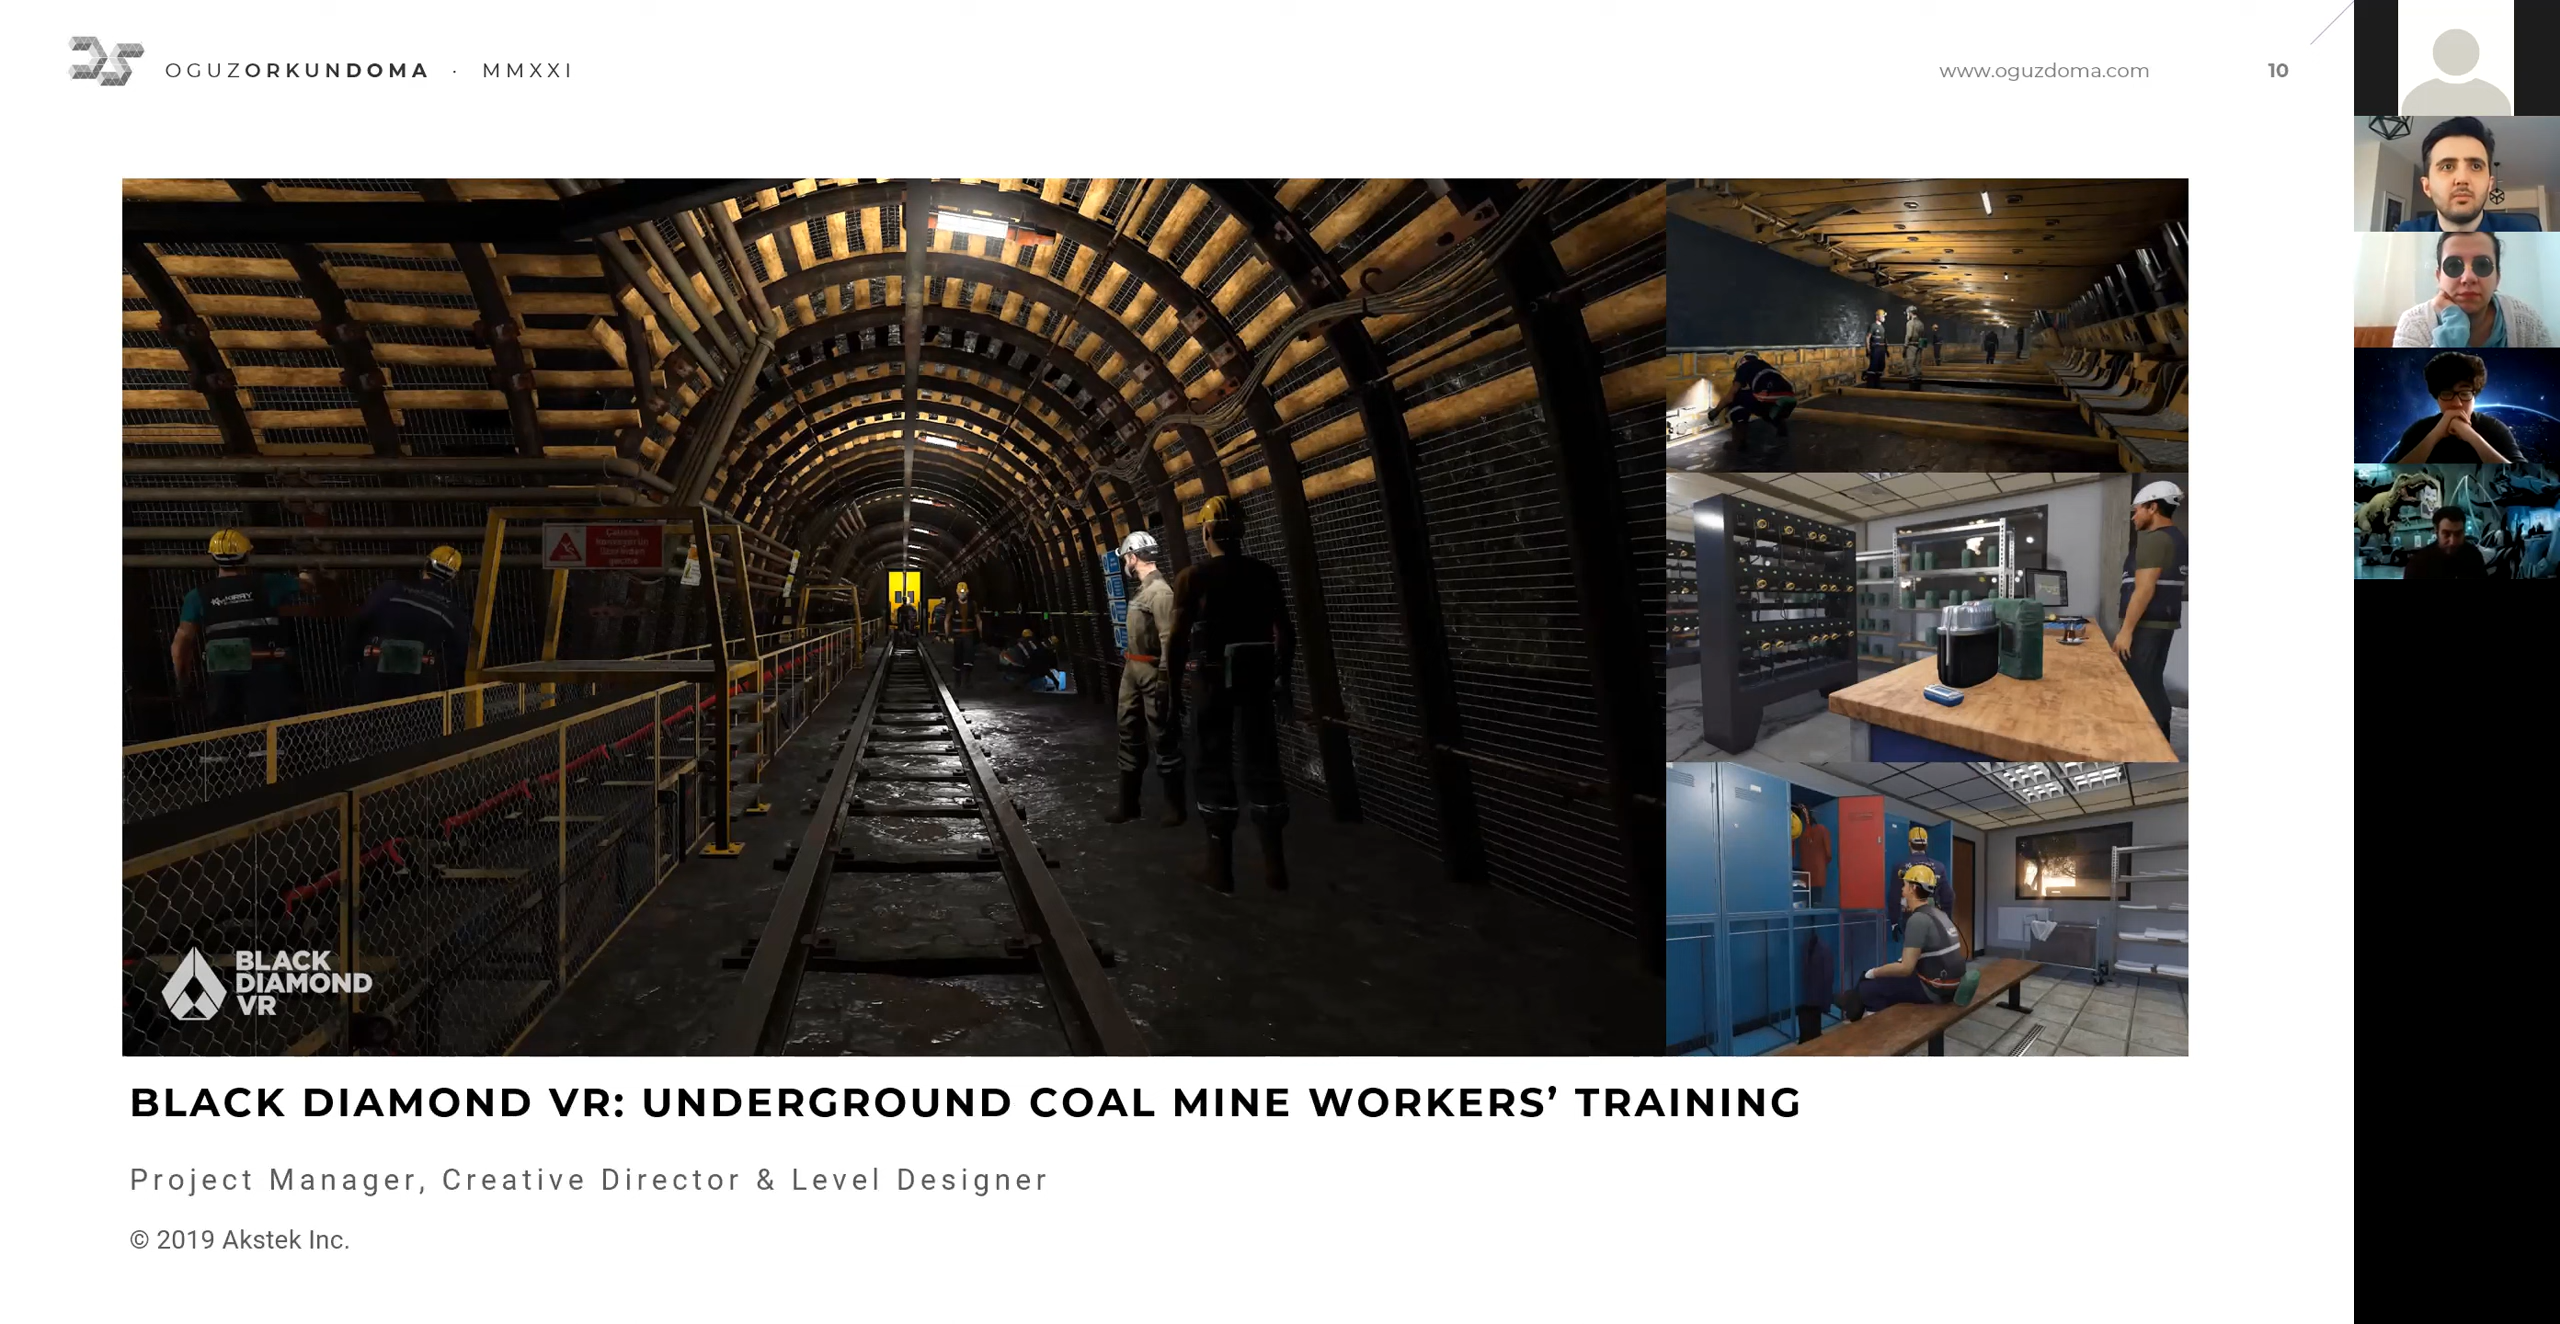 OGUZORKUNDOMA · MMXXI
www.oguzdoma.com
10
BLACK
DIAMOND
VR
BLACK DIAMOND VR: UNDERGROUND COAL MINE WORKERS’ TRAINING
Project Manager, Creative Director & Level Designer
© 2019 Akstek Inc.